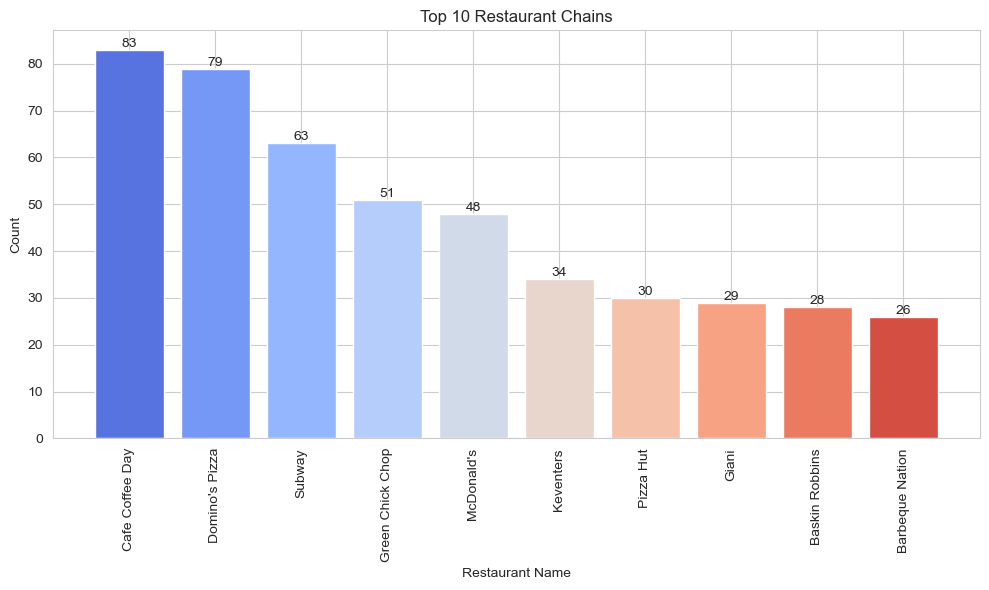 Top 10 Restaurant Chains
83
79
63
51
48
34
30
29
28
26
80
70
60
50
40
30
20
10
0
Count
Cafe Coffee Day
Domino's Pizza
Subway
Green Chick Chop
McDonald's
Keventers
Pizza Hut
Giani
Baskin Robbins
Barbeque Nation
Restaurant Name